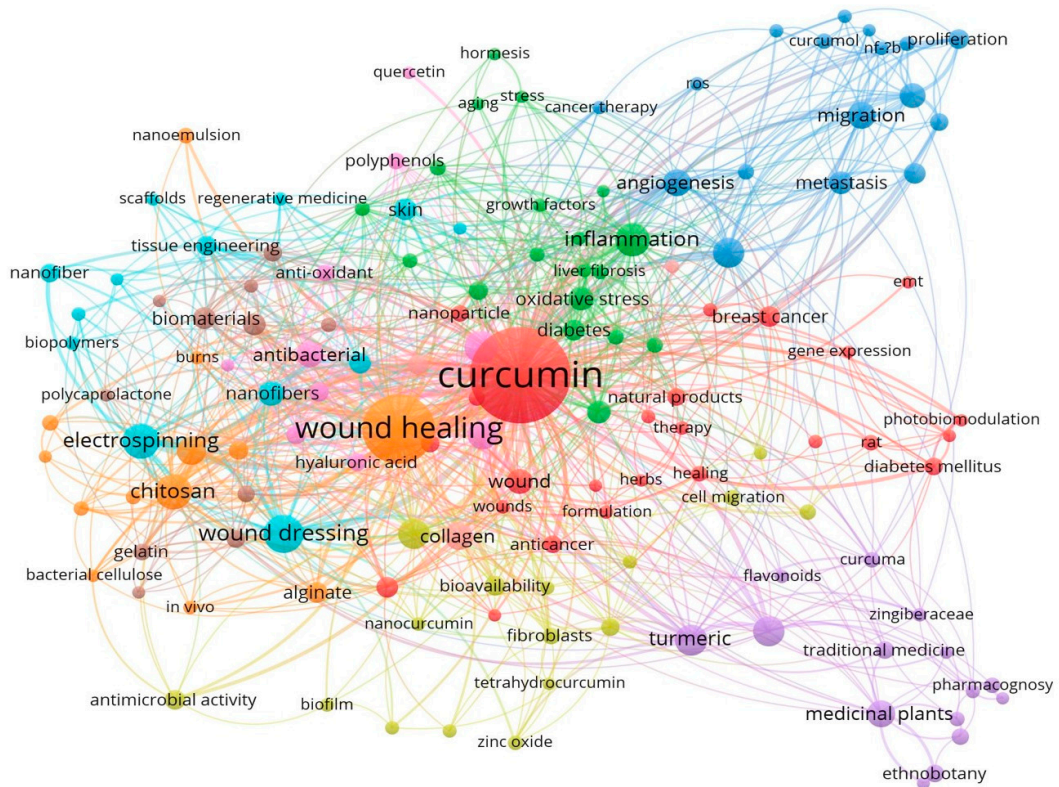 curcumol
nf-?b
proliferation
hormesis
quercetin
ros
aging
stress
cancer therapy
migration
nanoemulsion
polyphenols
angiogenesis
metastasis
scaffolds
regenerative medicine
skin
growth factors
inflammation
tissue engineering
nanofiber
anti-oxidant
liver fibrosis
emt
oxidative stress
nanoparticle
biomaterials
breast cancer
diabetes
biopolymers
burns
antibacterial
gene expression
curcumin
polycaprolactone
nanofibers
natural products
photobiomodulation
wound healing
therapy
electrospinning
rat
hyaluronic acid
diabetes mellitus
herbs
healing
wound
chitosan
cell migration
wounds
formulation
wound dressing
collagen
anticancer
gelatin
curcuma
bacterial cellulose
flavonoids
bioavailability
alginate
in vivo
zingiberaceae
nanocurcumin
fibroblasts
turmeric
traditional medicine
tetrahydrocurcumin
pharmacognosy
antimicrobial activity
biofilm
medicinal plants
zinc oxide
ethnobotany